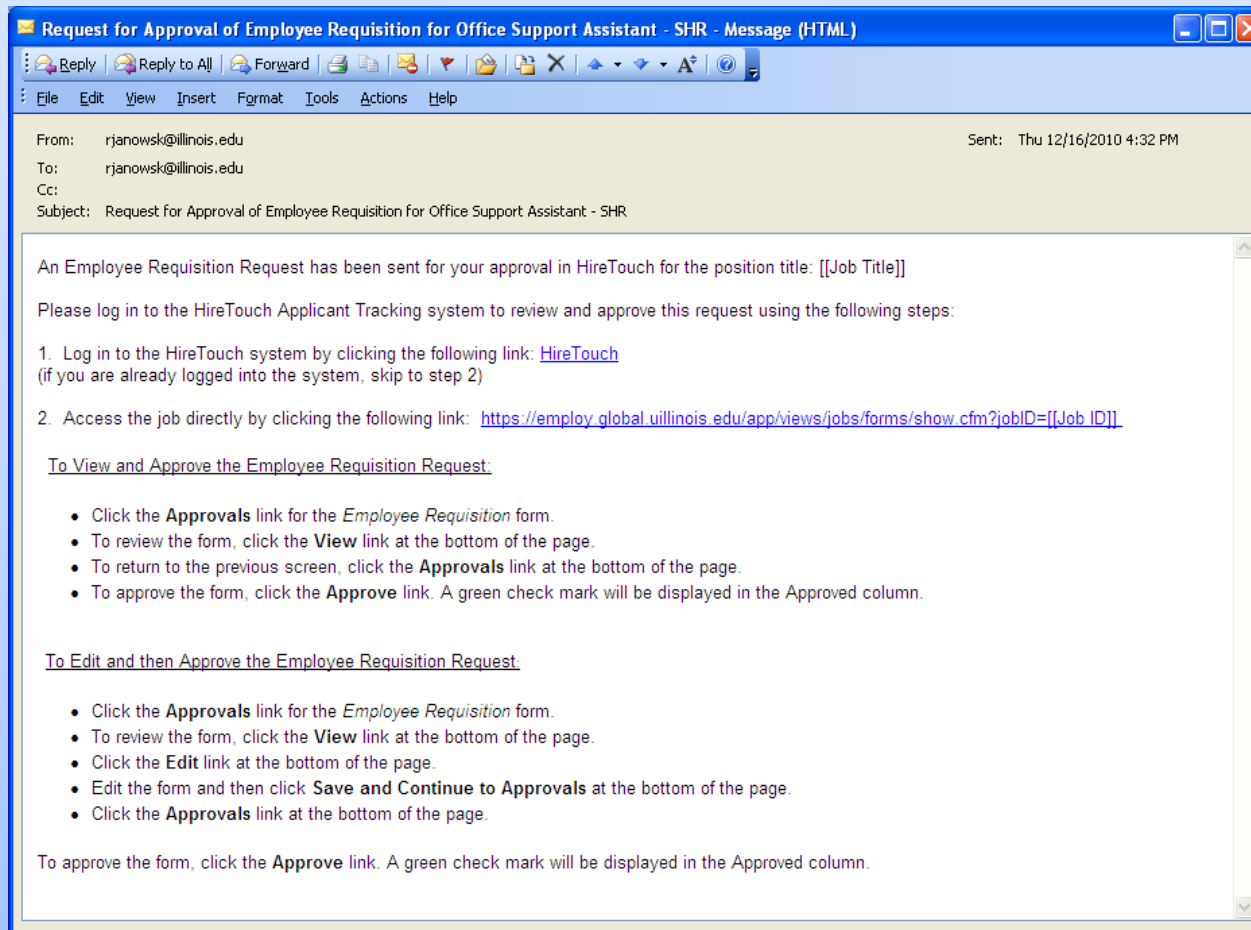 Request for Approval of Employee Requisition for Office Support Assistant - SHR - Message (HTML)
Reply Reply to All Forward
File Edit View Insert Format Tools Actions Help
From: rjanowsk@illinois.edu Sent: Thu 12/16/2010 4:32 PM
To: rjanowsk@illinois.edu
Cc:
Subject: Request for Approval of Employee Requisition for Office Support Assistant - SHR
An Employee Requisition Request has been sent for your approval in HireTouch for the position title: [[Job Title]]
Please log in to the HireTouch Applicant Tracking system to review and approve this request using the following steps:
1. Log in to the HireTouch system by clicking the following link: HireTouch
(if you are already logged into the system, skip to step 2)
2. Access the job directly by clicking the following link: https://employ.global.uillinois.edu/app/views/jobs/forms/show.cfm?jobID=[[Job ID]]
To View and Approve the Employee Requisition Request:
• Click the Approvals link for the Employee Requisition form.
• To review the form, click the View link at the bottom of the page.
• To return to the previous screen, click the Approvals link at the bottom of the page.
• To approve the form, click the Approve link. A green check mark will be displayed in the Approved column.
To Edit and then Approve the Employee Requisition Request:
• Click the Approvals link for the Employee Requisition form.
• To review the form, click the View link at the bottom of the page.
• Click the Edit link at the bottom of the page.
• Edit the form and then click Save and Continue to Approvals at the bottom of the page.
• Click the Approvals link at the bottom of the page.
To approve the form, click the Approve link. A green check mark will be displayed in the Approved column.